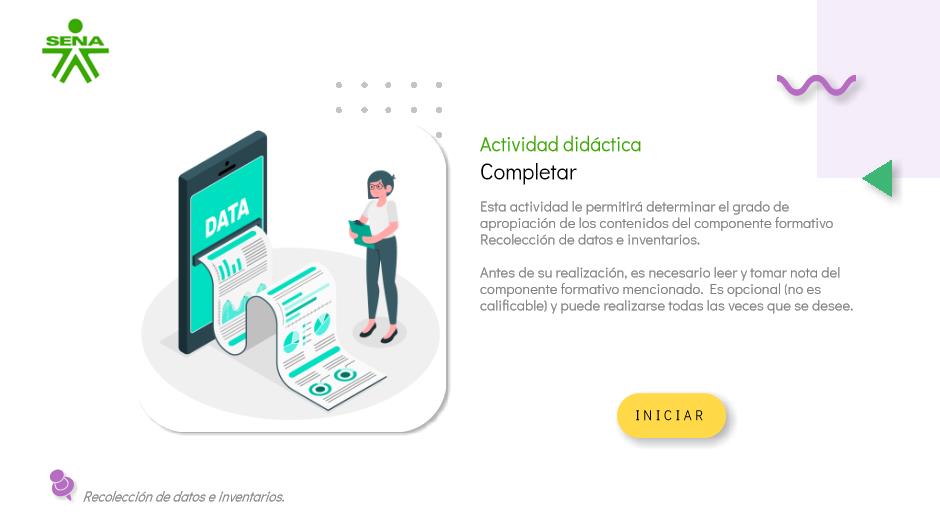 SENA
DATA
Actividad didáctica
Completar
Esta actividad le permitirá determinar el grado de
apropiación de los contenidos del componente formativo
Recolección de datos e inventarios.
Antes de su realización, es necesario leer y tomar nota del
componente formativo mencionado. Es opcional (no es
calificable) y puede realizarse todas las veces que se desee.
INICIAR
Recolección de datos e inventarios.